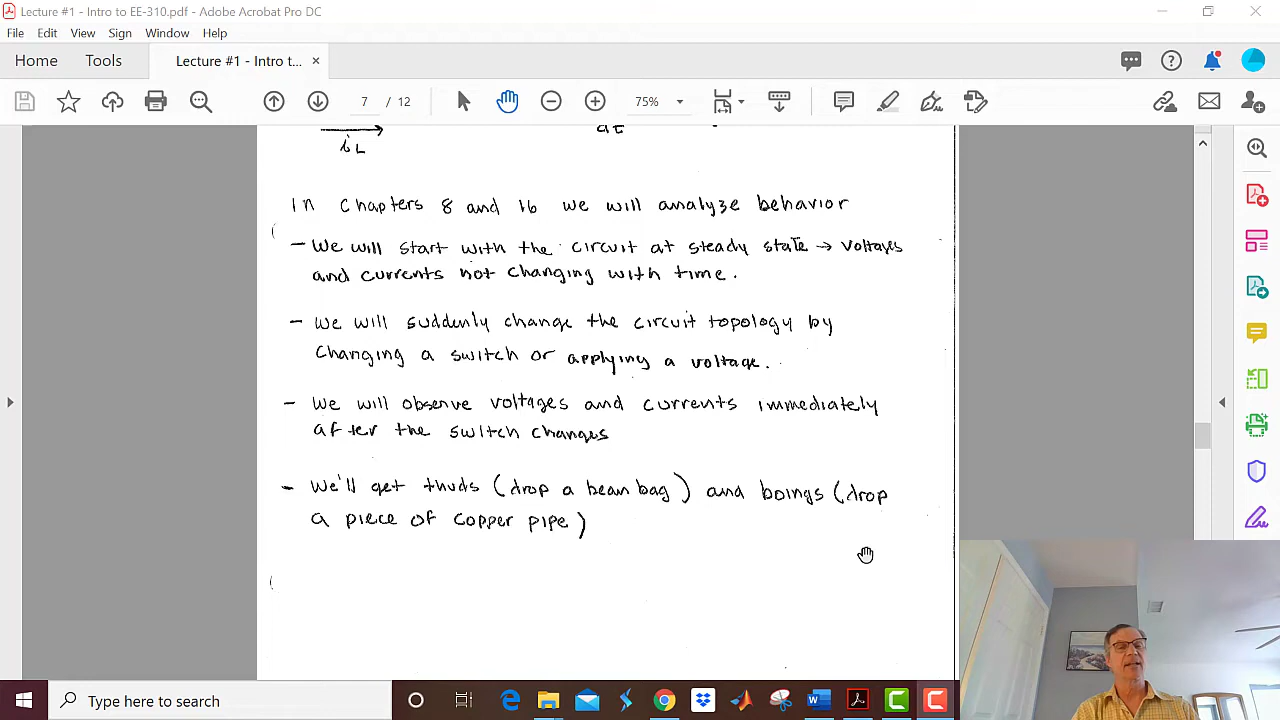 Lecture #1 - Intro to EE-310.pdf - Adobe Acrobat Pro DC
File Edit View Sign Window Help
Home Tools Lecture #1 - Intro t... ×
7 / 12 75%
dt
iL
In Chapters 8 and 16 we will analyze behavior
- We will start with the circuit at steady state → voltages
and currents not changing with time.
- We will suddenly change the circuit topology by
changing a switch or applying a voltage.
- We will observe voltages and currents immediately
after the switch changes
- We'll get thuds (drop a bean bag) and boings (drop
a piece of copper pipe)
Type here to search